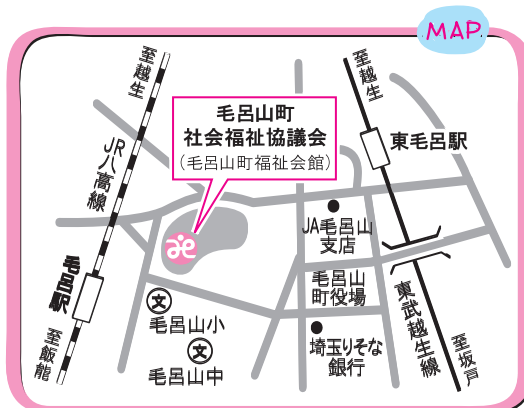 MAP
至越生
至越生
毛呂山町
社会福祉協議会
(毛呂山町福祉会館)
東毛呂駅
JR八高線
JA毛呂山
支店
毛呂駅
毛呂山
町役場
文
毛呂山小
東武越生線
埼玉りそな
銀行
至飯能
至坂戸
文
毛呂山中